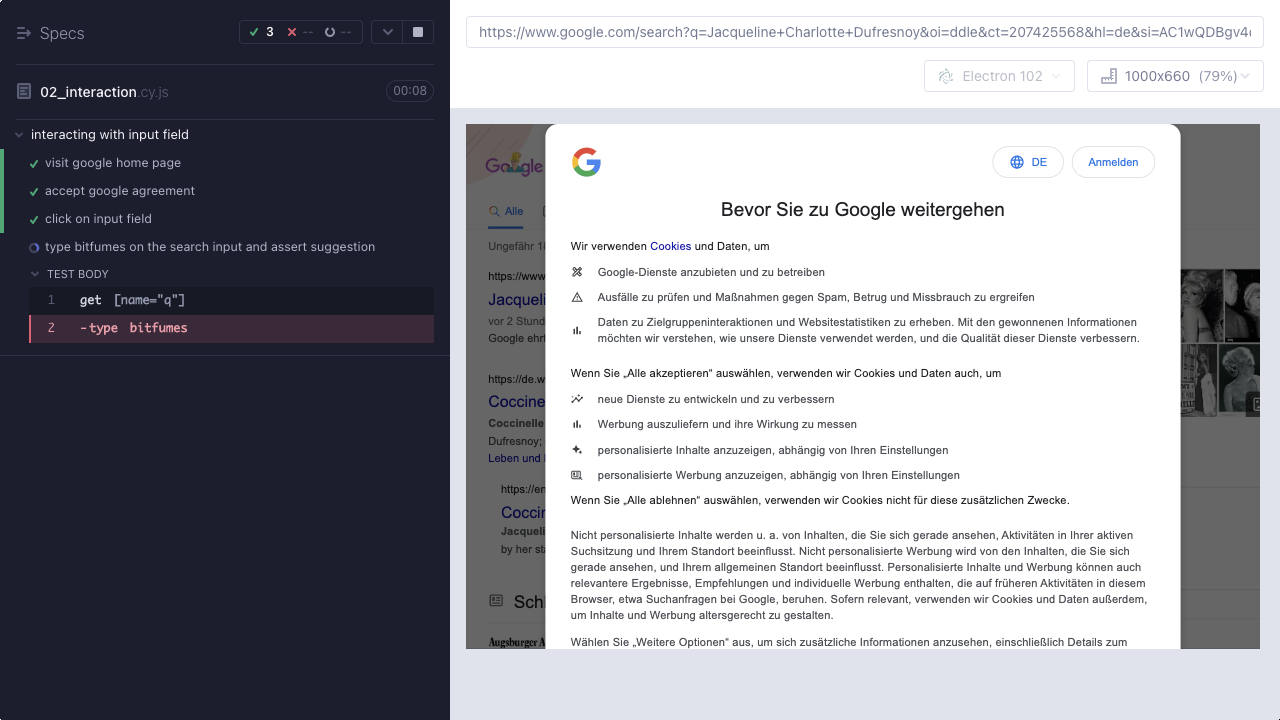 Specs
3
--
--
02_interaction.cy.js
00:08
interacting with input field
visit google home page
accept google agreement
click on input field
type bitfumes on the search input and assert suggestion
TEST BODY
1 get [name="q"]
2 -type bitfumes
https://www.google.com/search?q=Jacqueline+Charlotte+Dufresnoy&oi=ddle&ct=207425568&hl=de&si=AC1wQDBgv4
Electron 102
1000x660 (79%)
Google
Alle
Ungefähr 18
https://www
Jacqueli
vor 2 Stund
Google ehrt
https://de.w
Coccine
Coccinelle
Dufresnoy;
Leben und
https://en
Coccin
Jacqueli
by her sta
Schl
Augsburger A
DE
Anmelden
Bevor Sie zu Google weitergehen
Wir verwenden Cookies und Daten, um
Google-Dienste anzubieten und zu betreiben
Ausfälle zu prüfen und Maßnahmen gegen Spam, Betrug und Missbrauch zu ergreifen
Daten zu Zielgruppeninteraktionen und Websitestatistiken zu erheben. Mit den gewonnenen Informationen
möchten wir verstehen, wie unsere Dienste verwendet werden, und die Qualität dieser Dienste verbessern.
Wenn Sie „Alle akzeptieren“ auswählen, verwenden wir Cookies und Daten auch, um
neue Dienste zu entwickeln und zu verbessern
Werbung auszuliefern und ihre Wirkung zu messen
personalisierte Inhalte anzuzeigen, abhängig von Ihren Einstellungen
personalisierte Werbung anzuzeigen, abhängig von Ihren Einstellungen
Wenn Sie „Alle ablehnen“ auswählen, verwenden wir Cookies nicht für diese zusätzlichen Zwecke.
Nicht personalisierte Inhalte werden u. a. von Inhalten, die Sie sich gerade ansehen, Aktivitäten in Ihrer aktiven
Suchsitzung und Ihrem Standort beeinflusst. Nicht personalisierte Werbung wird von den Inhalten, die Sie sich
gerade ansehen, und Ihrem allgemeinen Standort beeinflusst. Personalisierte Inhalte und Werbung können auch
relevantere Ergebnisse, Empfehlungen und individuelle Werbung enthalten, die auf früheren Aktivitäten in diesem
Browser, etwa Suchanfragen bei Google, beruhen. Sofern relevant, verwenden wir Cookies und Daten außerdem,
um Inhalte und Werbung altersgerecht zu gestalten.
Wählen Sie „Weitere Optionen“ aus, um sich zusätzliche Informationen anzusehen, einschließlich Details zum